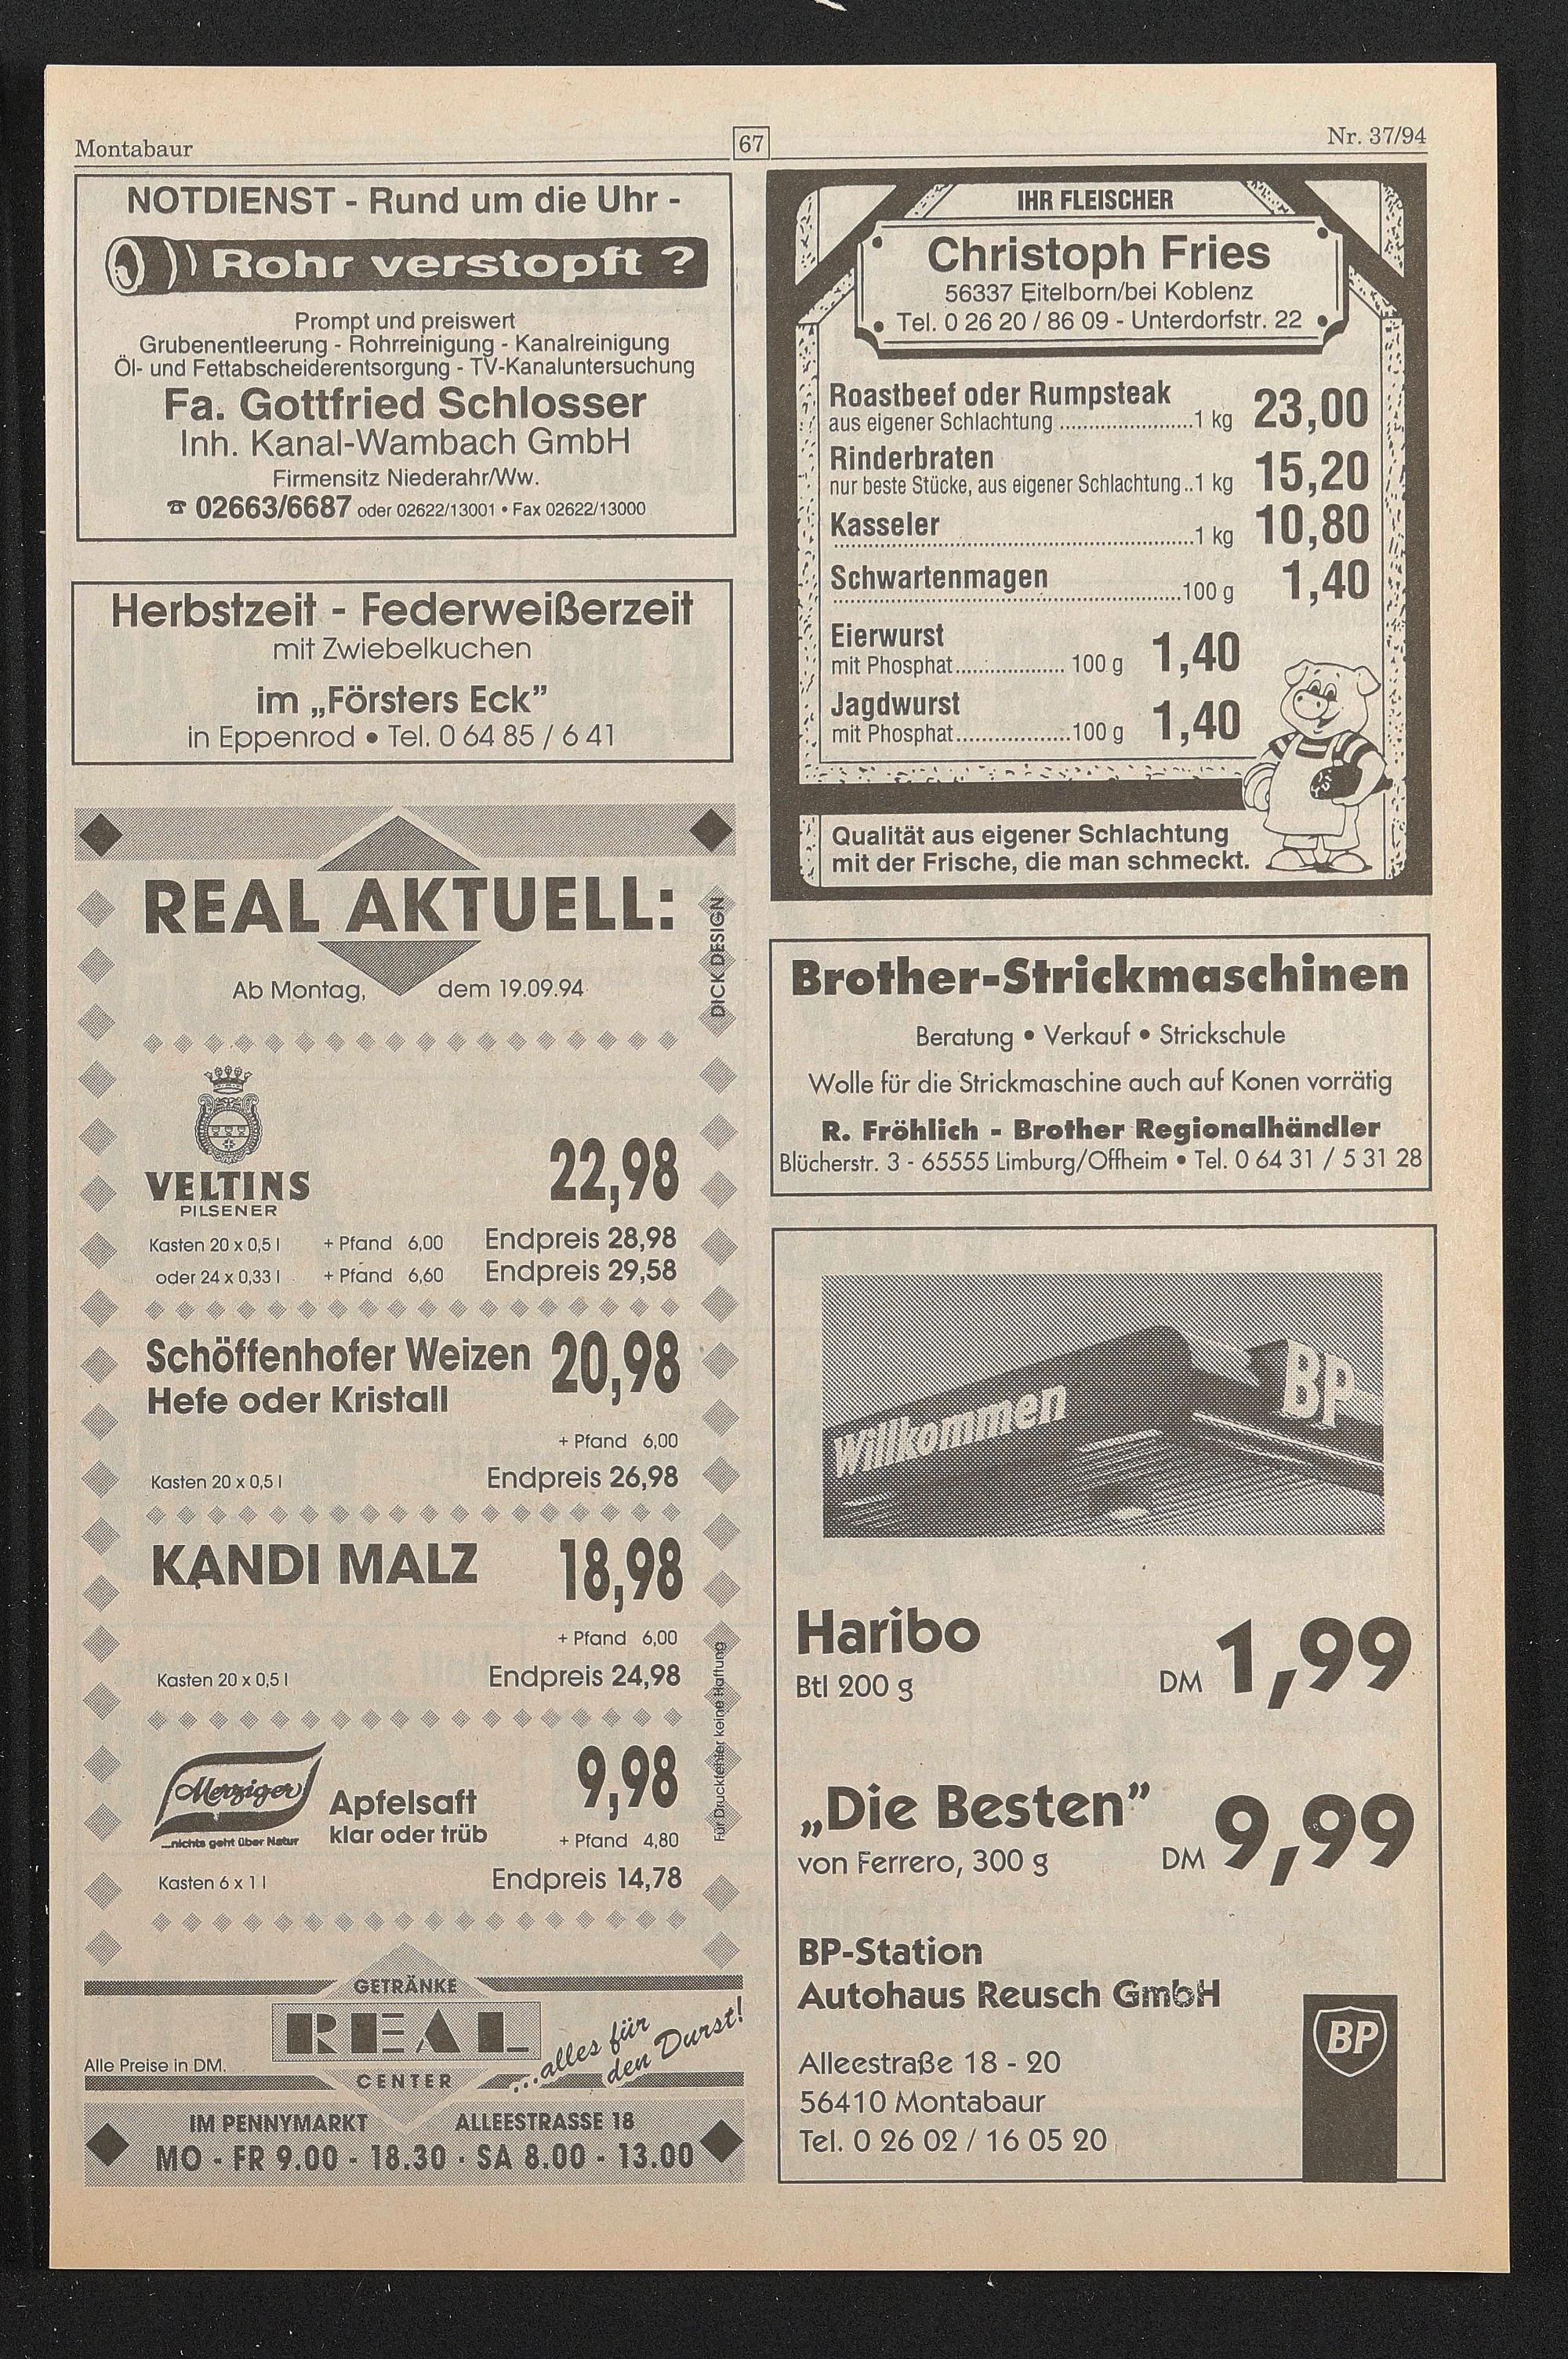 Montabaur
67
Nr. 37/94
NOTDIENST - Rund um die Uhr -
Rohr verstopft ?
Prompt und preiswert
Grubenentleerung - Rohrreinigung - Kanalreinigung
Öl- und Fettabscheiderentsorgung - TV-Kanaluntersuchung
Fa. Gottfried Schlosser
Inh. Kanal-Wambach GmbH
Firmensitz Niederahr/Ww.
☎ 02663/6687 oder 02622/13001 • Fax 02622/13000
Herbstzeit - Federweißerzeit
mit Zwiebelkuchen
im „Försters Eck”
in Eppenrod • Tel. 0 64 85 / 6 41
REAL AKTUELL:
Ab Montag, dem 19.09.94
DICK DESIGN
VELTINS
PILSENER
22,98
Kasten 20 x 0,5 l + Pfand 6,00 Endpreis 28,98
oder 24 x 0,33 l + Pfand 6,60 Endpreis 29,58
Schöffenhofer Weizen 20,98
Hefe oder Kristall
+ Pfand 6,00
Kasten 20 x 0,5 l Endpreis 26,98
KANDI MALZ 18,98
+ Pfand 6,00
Kasten 20 x 0,5 l Endpreis 24,98
Für Druckfehler keine Haftung
Merziger
...nichts geht über Natur
Apfelsaft
klar oder trüb
9,98
+ Pfand 4,80
Kasten 6 x 1 l Endpreis 14,78
GETRÄNKE
REAL
CENTER
...alles für
den Durst!
Alle Preise in DM.
IM PENNYMARKT ALLEESTRASSE 18
MO - FR 9.00 - 18.30 · SA 8.00 - 13.00
IHR FLEISCHER
Christoph Fries
56337 Eitelborn/bei Koblenz
Tel. 0 26 20 / 86 09 - Unterdorfstr. 22
Roastbeef oder Rumpsteak
aus eigener Schlachtung.......................1 kg 23,00
Rinderbraten
nur beste Stücke, aus eigener Schlachtung..1 kg 15,20
Kasseler
1 kg 10,80
Schwartenmagen
100 g 1,40
Eierwurst
mit Phosphat................... 100 g 1,40
Jagdwurst
mit Phosphat...................100 g 1,40
Qualität aus eigener Schlachtung
mit der Frische, die man schmeckt.
Brother-Strickmaschinen
Beratung • Verkauf • Strickschule
Wolle für die Strickmaschine auch auf Konen vorrätig
R. Fröhlich - Brother Regionalhändler
Blücherstr. 3 - 65555 Limburg/Offheim • Tel. 0 64 31 / 5 31 28
Willkommen
BP
Haribo
Btl 200 g DM 1,99
„Die Besten”
von Ferrero, 300 g DM 9,99
BP-Station
Autohaus Reusch GmbH
Alleestraße 18 - 20
56410 Montabaur
Tel. 0 26 02 / 16 05 20
BP